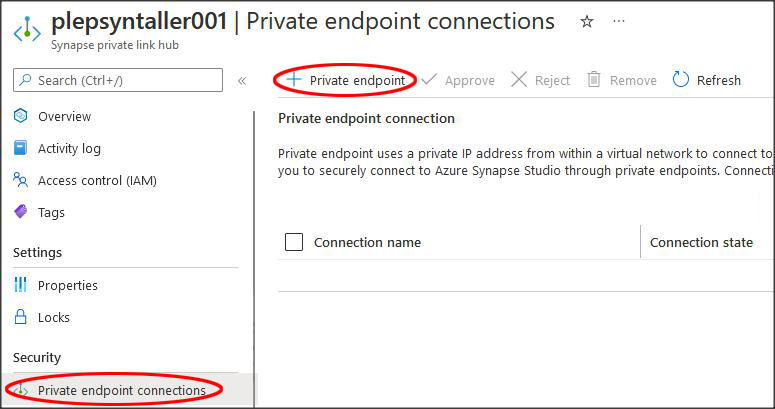 plepsyntaller001 | Private endpoint connections
Synapse private link hub
Search (Ctrl+/)
Overview
Activity log
Access control (IAM)
Tags
Settings
Properties
Locks
Security
Private endpoint connections
Private endpoint
Approve
Reject
Remove
Refresh
Private endpoint connection
Private endpoint uses a private IP address from within a virtual network to connect to
you to securely connect to Azure Synapse Studio through private endpoints. Connecti
Connection name
Connection state